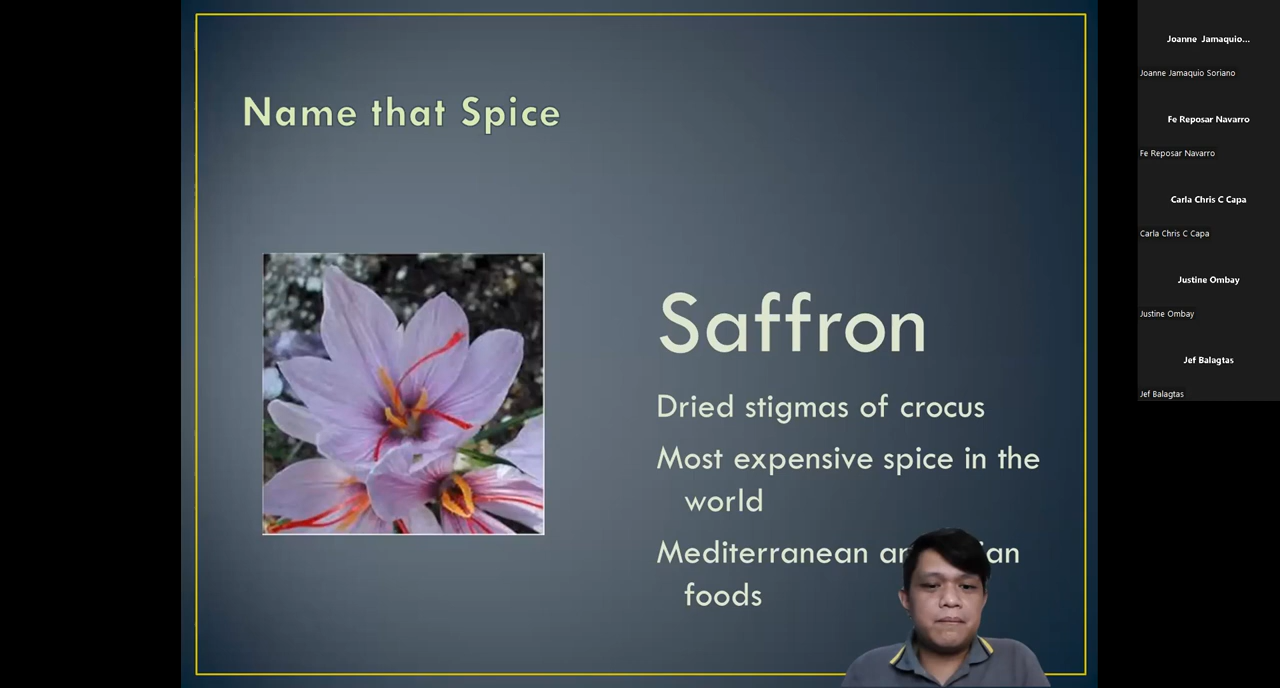 Name that Spice
Saffron
Dried stigmas of crocus
Most expensive spice in the
world
Mediterranean
foods
Joanne Jamaquio...
Joanne Jamaquio Soriano
Fe Reposar Navarro
Fe Reposar Navarro
Carla Chris C Capa
Carla Chris C Capa
Justine Ombay
Justine Ombay
Jef Balagtas
Jef Balagtas